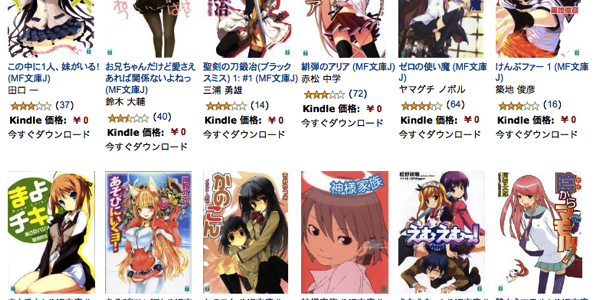 この中に1人、妹がいる!
(MF文庫J)
田口 一
(37)
Kindle 価格: ￥0
今すぐダウンロード
お兄ちゃんだけど愛さえ
あれば関係ないよねっ
(MF文庫J)
鈴木 大輔
(40)
Kindle 価格: ￥0
今すぐダウンロード
聖剣の刀鍛冶(ブラック
スミス) 1: #1 (MF文庫J)
三浦 勇雄
(14)
Kindle 価格: ￥0
今すぐダウンロード
緋弾のアリア (MF文庫J)
赤松 中学
(72)
Kindle 価格: ￥0
今すぐダウンロード
ゼロの使い魔 (MF文庫
J)
ヤマグチ ノボル
(64)
Kindle 価格: ￥0
今すぐダウンロード
けんぷファー 1 (MF文庫
J)
築地 俊彦
(16)
Kindle 価格: ￥0
今すぐダウンロード
まよチキ!
あそびにいくヨ!
かのこん
神様家族
えむえむっ!
陰からマモル!